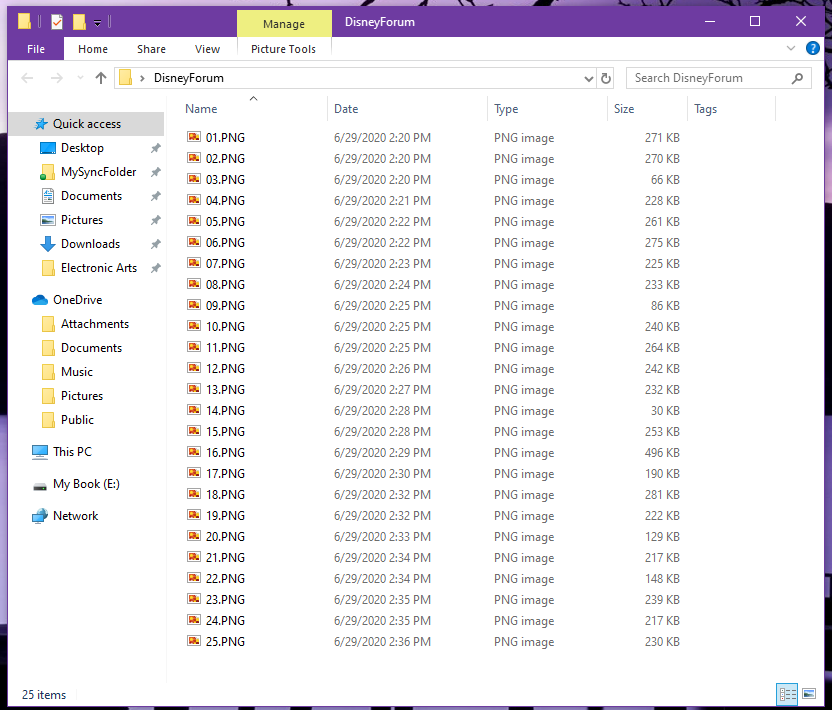 Manage
DisneyForum
File Home Share View Picture Tools
DisneyForum
Search DisneyForum
Name Date Type Size Tags
Quick access
Desktop
MySyncFolder
Documents
Pictures
Downloads
Electronic Arts
OneDrive
Attachments
Documents
Music
Pictures
Public
This PC
My Book (E:)
Network
01.PNG 6/29/2020 2:20 PM PNG image 271 KB
02.PNG 6/29/2020 2:20 PM PNG image 270 KB
03.PNG 6/29/2020 2:20 PM PNG image 66 KB
04.PNG 6/29/2020 2:21 PM PNG image 228 KB
05.PNG 6/29/2020 2:22 PM PNG image 261 KB
06.PNG 6/29/2020 2:22 PM PNG image 275 KB
07.PNG 6/29/2020 2:23 PM PNG image 225 KB
08.PNG 6/29/2020 2:24 PM PNG image 233 KB
09.PNG 6/29/2020 2:25 PM PNG image 86 KB
10.PNG 6/29/2020 2:25 PM PNG image 240 KB
11.PNG 6/29/2020 2:25 PM PNG image 264 KB
12.PNG 6/29/2020 2:26 PM PNG image 242 KB
13.PNG 6/29/2020 2:27 PM PNG image 232 KB
14.PNG 6/29/2020 2:28 PM PNG image 30 KB
15.PNG 6/29/2020 2:28 PM PNG image 253 KB
16.PNG 6/29/2020 2:29 PM PNG image 496 KB
17.PNG 6/29/2020 2:30 PM PNG image 190 KB
18.PNG 6/29/2020 2:32 PM PNG image 281 KB
19.PNG 6/29/2020 2:32 PM PNG image 222 KB
20.PNG 6/29/2020 2:33 PM PNG image 129 KB
21.PNG 6/29/2020 2:34 PM PNG image 217 KB
22.PNG 6/29/2020 2:34 PM PNG image 148 KB
23.PNG 6/29/2020 2:35 PM PNG image 239 KB
24.PNG 6/29/2020 2:35 PM PNG image 217 KB
25.PNG 6/29/2020 2:36 PM PNG image 230 KB
25 items